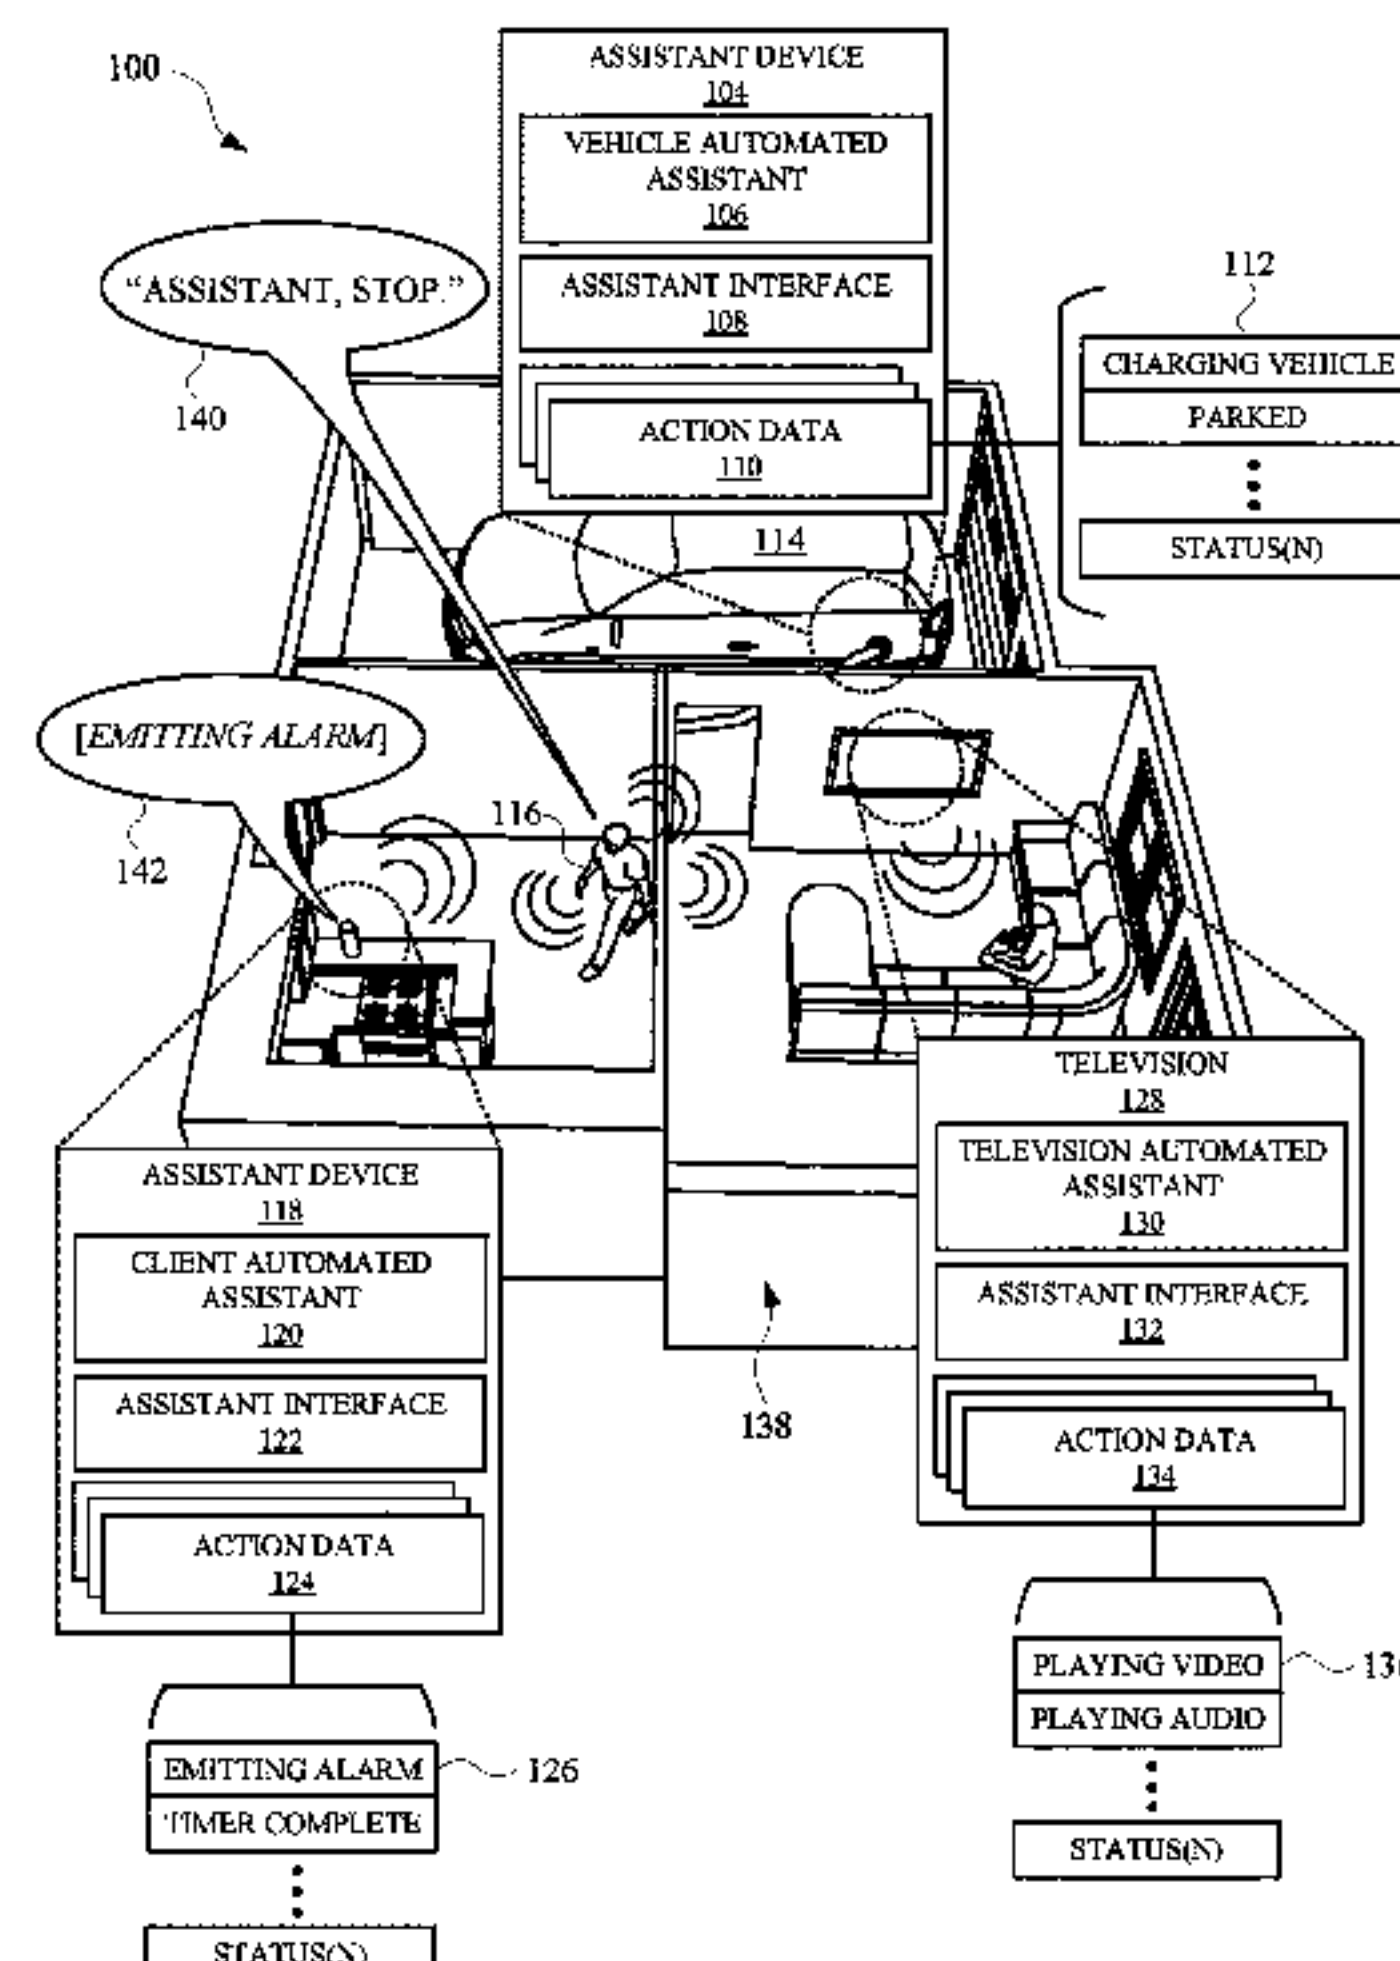 100
ASSISTANT DEVICE
104
VEHICLE AUTOMATED
ASSISTANT
106
ASSISTANT INTERFACE
108
ACTION DATA
110
112
CHARGING VEHICLE
PARKED
STATUS(N)
"ASSISTANT, STOP."
140
114
[EMITTING ALARM]
142
116
ASSISTANT DEVICE
118
CLIENT AUTOMATED
ASSISTANT
120
ASSISTANT INTERFACE
122
ACTION DATA
124
EMITTING ALARM
126
TIMER COMPLETE
STATUS(N)
138
TELEVISION
128
TELEVISION AUTOMATED
ASSISTANT
130
ASSISTANT INTERFACE
132
ACTION DATA
134
PLAYING VIDEO
PLAYING AUDIO
STATUS(N)